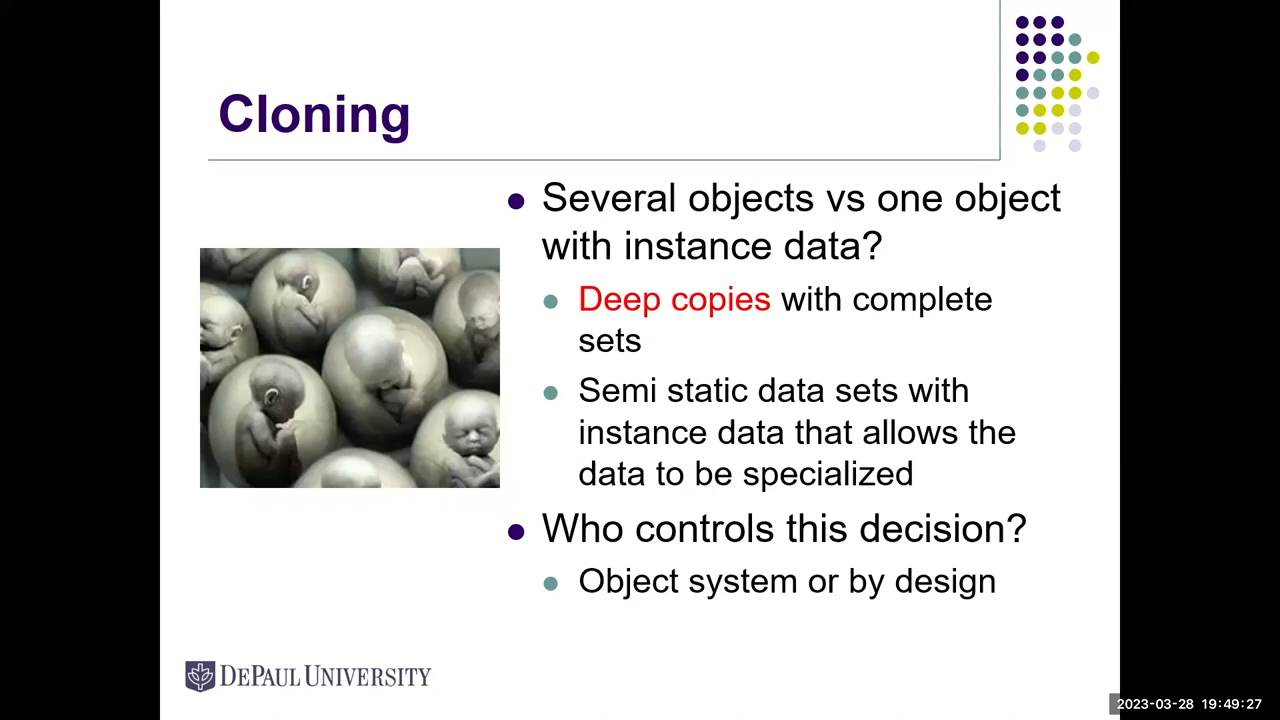 Cloning
Several objects vs one object
with instance data?
Deep copies with complete
sets
Semi static data sets with
instance data that allows the
data to be specialized
Who controls this decision?
Object system or by design
DEPAUL UNIVERSITY
2023-03-28 19:49:27